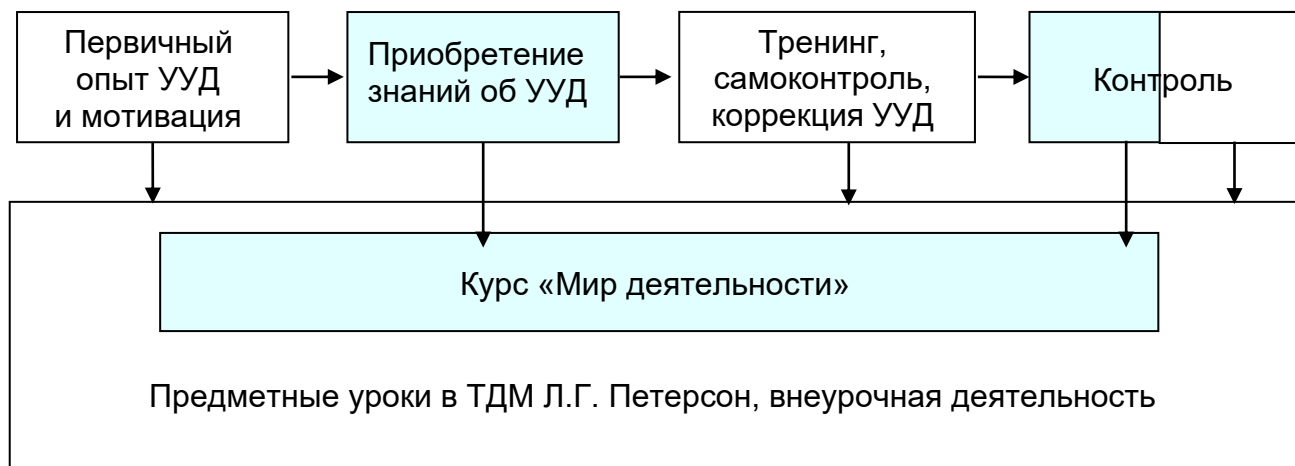 Первичный
опыт УУД
и мотивация
Приобретение
знаний об УУД
Тренинг,
самоконтроль,
коррекция УУД
Контроль
Курс «Мир деятельности»
Предметные уроки в ТДМ Л.Г. Петерсон, внеурочная деятельность